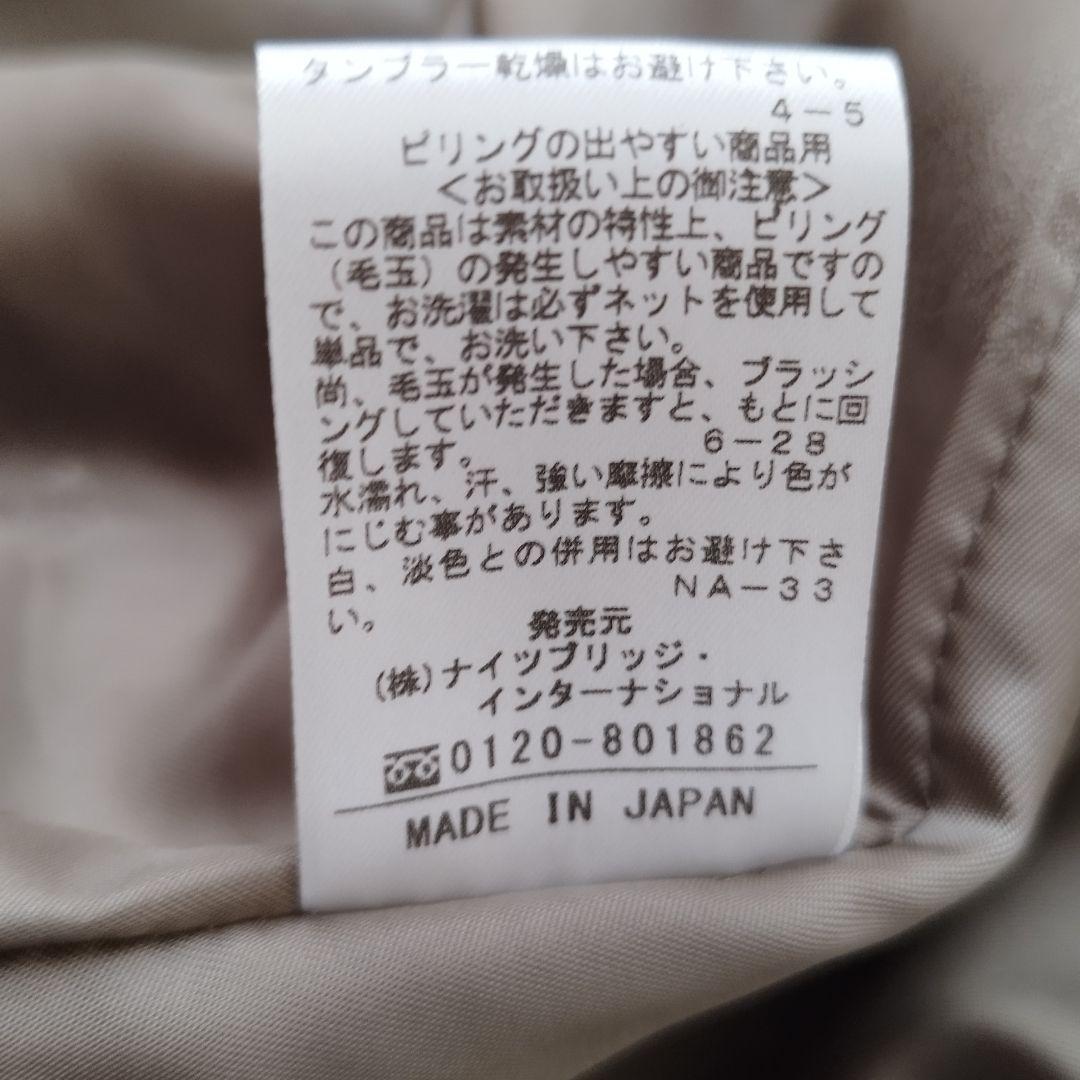 タンブラー乾燥はお避け下さい。
4-5
ピリングの出やすい商品用
<お取扱い上の御注意>
この商品は素材の特性上、ピリング
(毛玉)の発生しやすい商品ですの
で、お洗濯は必ずネットを使用して
単品で、お洗い下さい。
尚、毛玉が発生した場合、ブラッシ
ングしていただきますと、もとに回
復します。
6-28
水濡れ、汗、強い摩擦により色が
にじむ事があります。
白、淡色との併用はお避け下さ
い。
NA-33
発売元
(株)ナイツブリッジ・
インターナショナル
0120-801862
MADE IN JAPAN